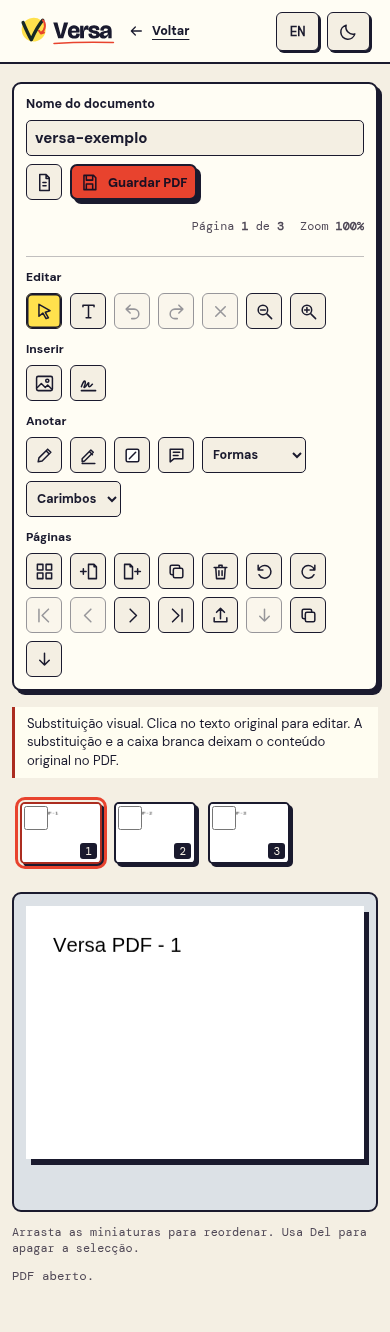 Versa
Voltar
EN
Nome do documento
versa-exemplo
Guardar PDF
Página 1 de 3 Zoom 100%
Editar
Inserir
Anotar
Formas
Carimbos
Páginas
Substituição visual. Clica no texto original para editar. A
substituição e a caixa branca deixam o conteúdo
original no PDF.
1
2
3
Versa PDF - 1
Arrasta as miniaturas para reordenar. Usa Del para
apagar a selecção.
PDF aberto.